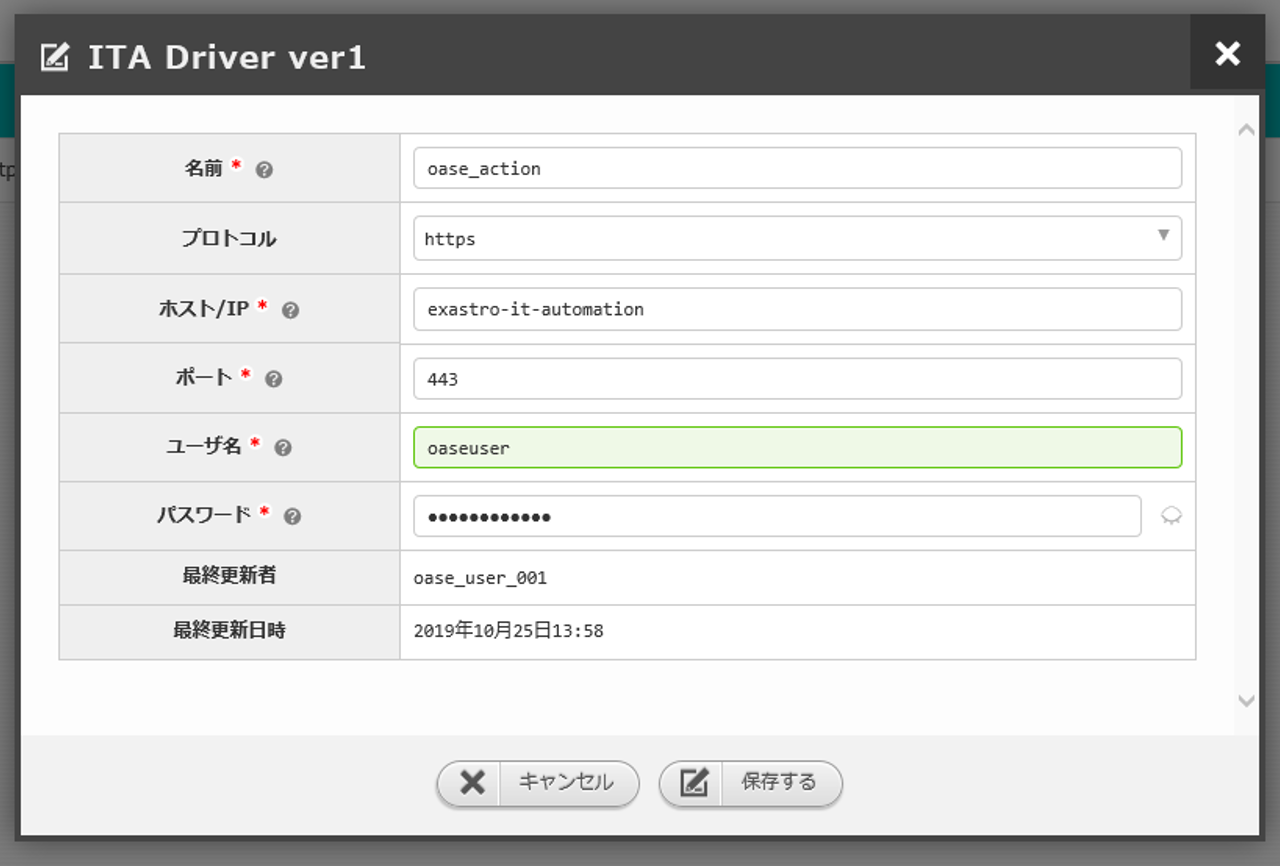 ITA Driver ver1
tp
名前 * oase_action
プロトコル https
ホスト/IP * exastro-it-automation
ポート * 443
ユーザ名 * oaseuser
パスワード * ●●●●●●●●●●●●
最終更新者 oase_user_001
最終更新日時 2019年10月25日13:58
キャンセル 保存する